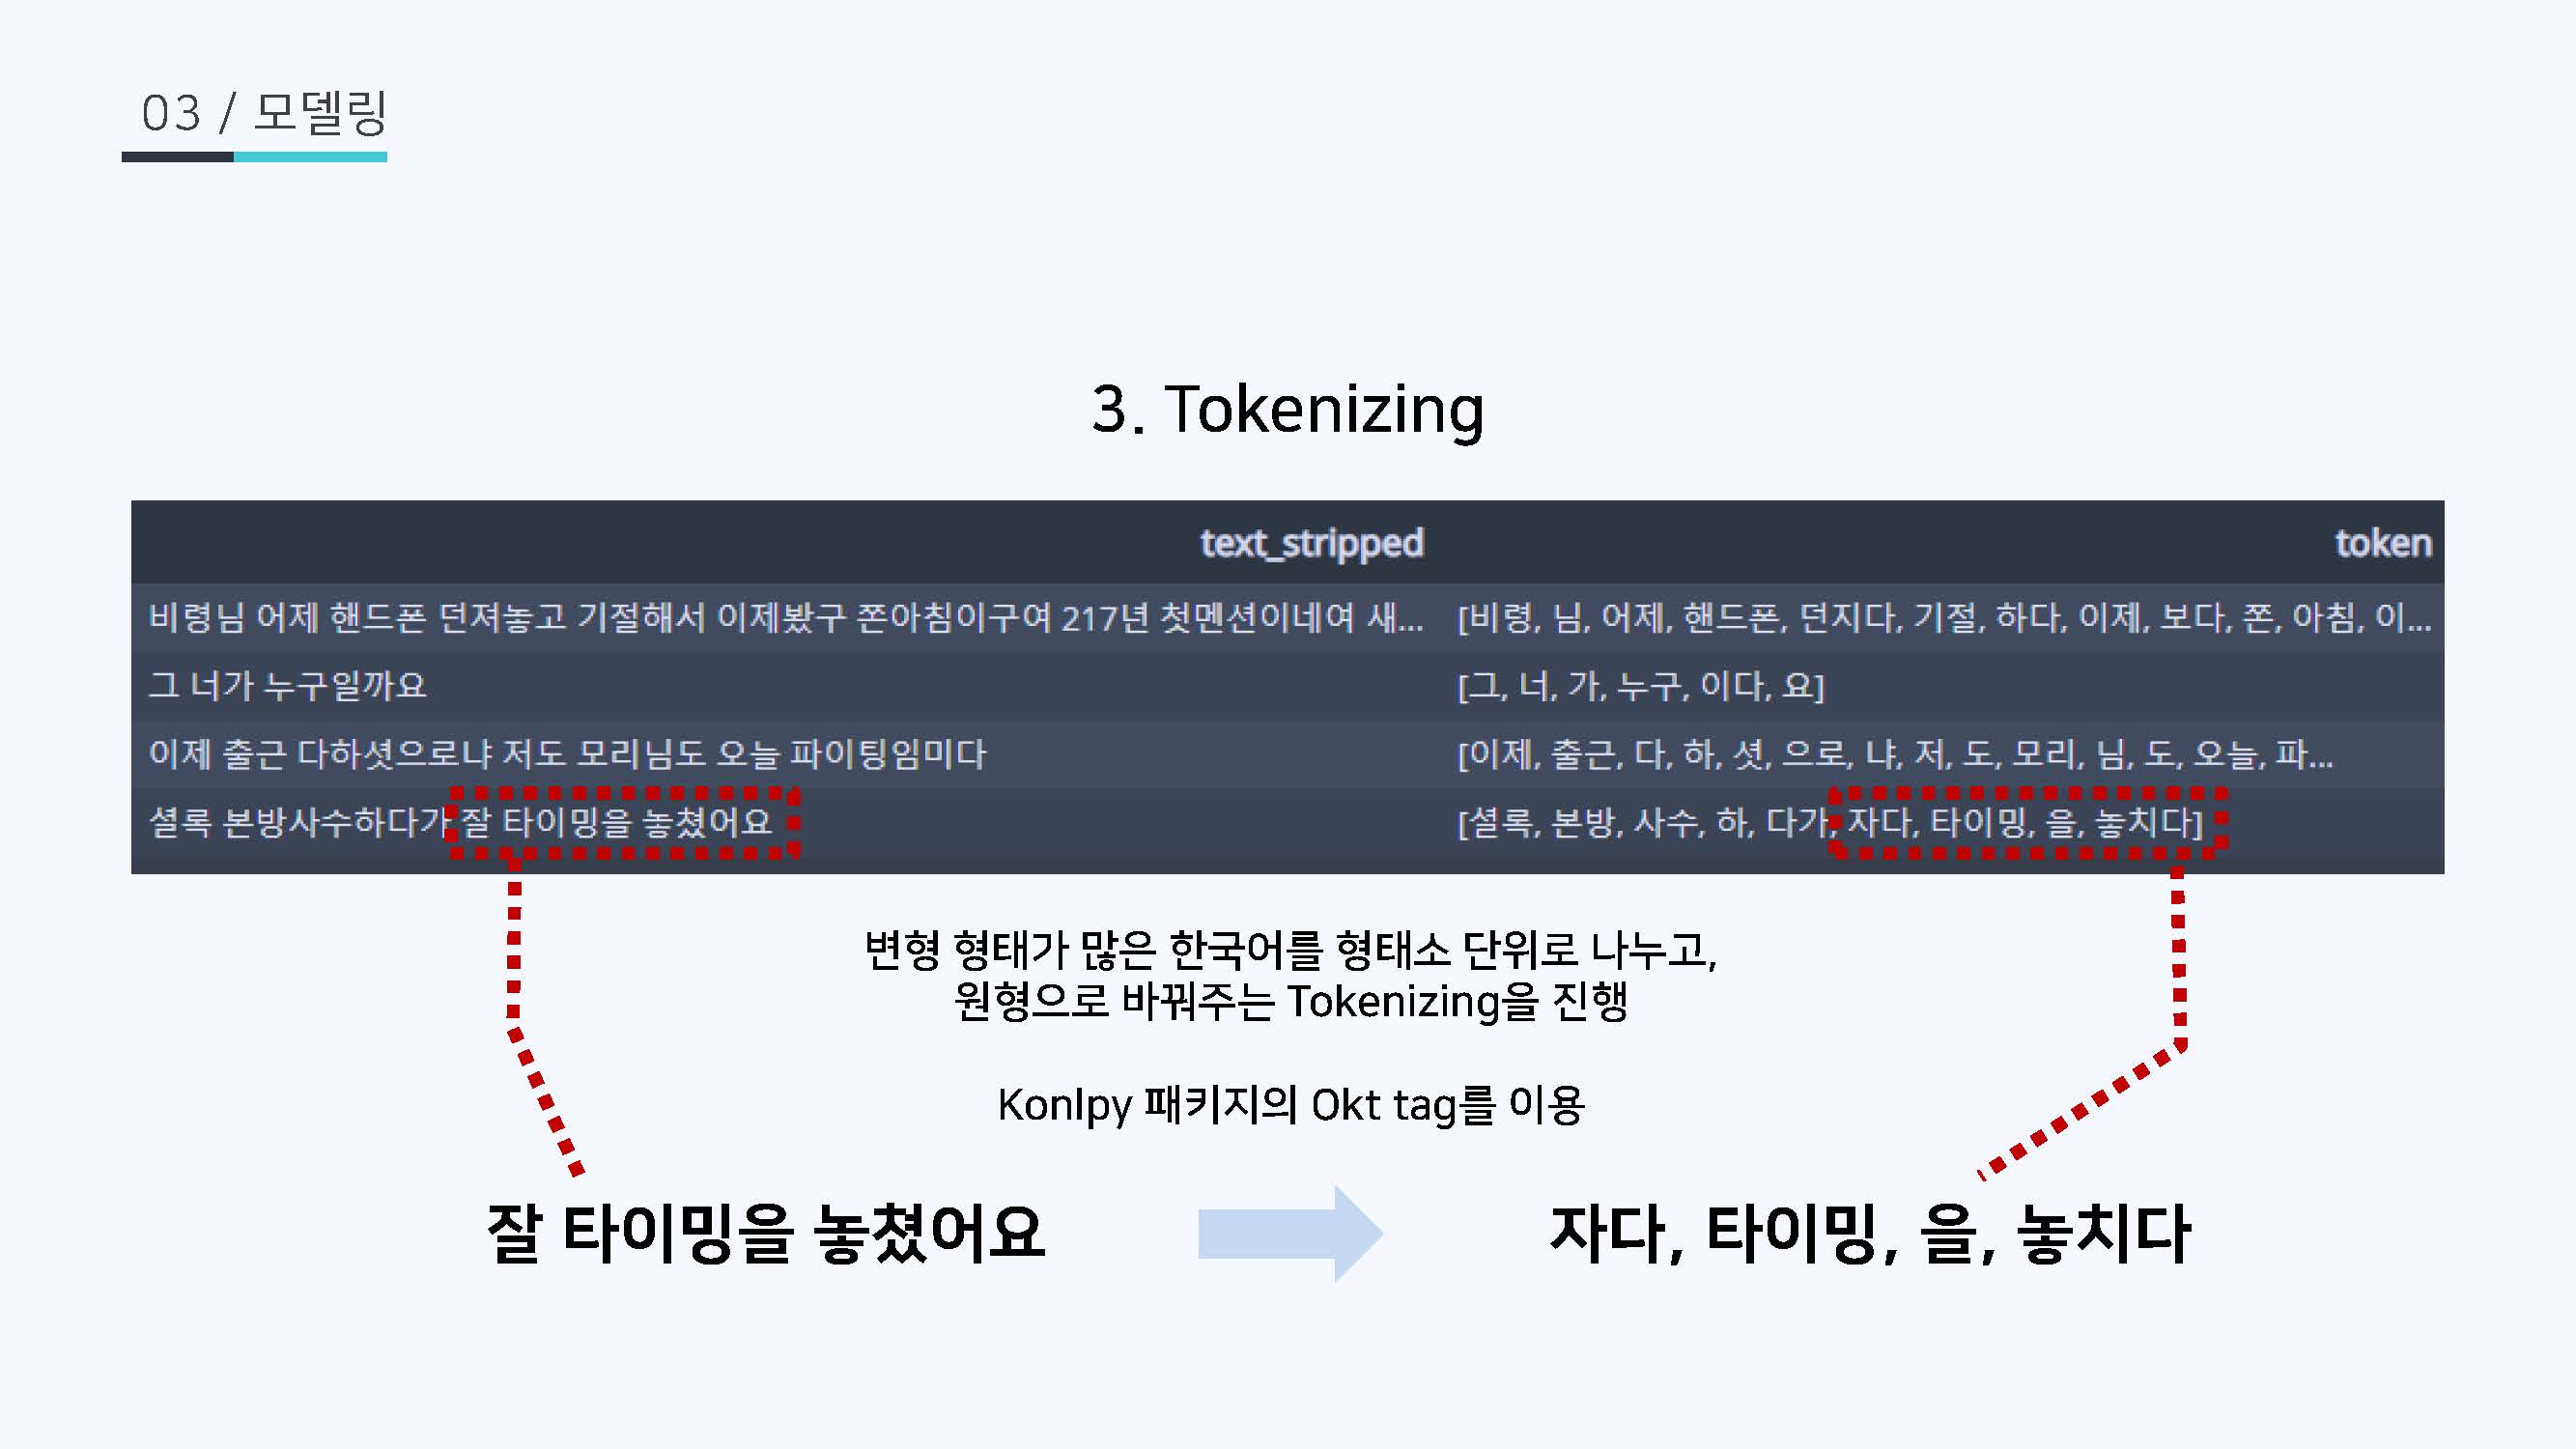 03 / 모델링
3. Tokenizing
text_stripped token
비령님 어제 핸드폰 던져놓고 기절해서 이제봤구 쫀아침이구여 217년 첫멘션이네여 새... [비령, 님, 어제, 핸드폰, 던지다, 기절, 하다, 이제, 보다, 쫀, 아침, 이...
그 너가 누구일까요 [그, 너, 가, 누구, 이다, 요]
이제 출근 다하셧으로냐 저도 모리님도 오늘 파이팅임미다 [이제, 출근, 다, 하, 셧, 으로, 냐, 저, 도, 모리, 님, 도, 오늘, 파...
셜록 본방사수하다가 잘 타이밍을 놓쳤어요 [셜록, 본방, 사수, 하, 다가, 자다, 타이밍, 을, 놓치다]
변형 형태가 많은 한국어를 형태소 단위로 나누고,
원형으로 바꿔주는 Tokenizing을 진행
Konlpy 패키지의 Okt tag를 이용
잘 타이밍을 놓쳤어요 자다, 타이밍, 을, 놓치다